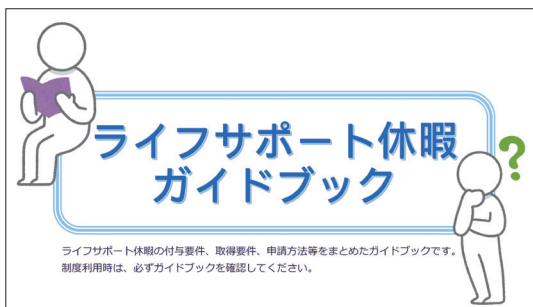 ライフサポート休暇
ガイドブック
?
ライフサポート休暇の付与要件、取得要件、申請方法等をまとめたガイドブックです。
制度利用時は、必ずガイドブックを確認してください。